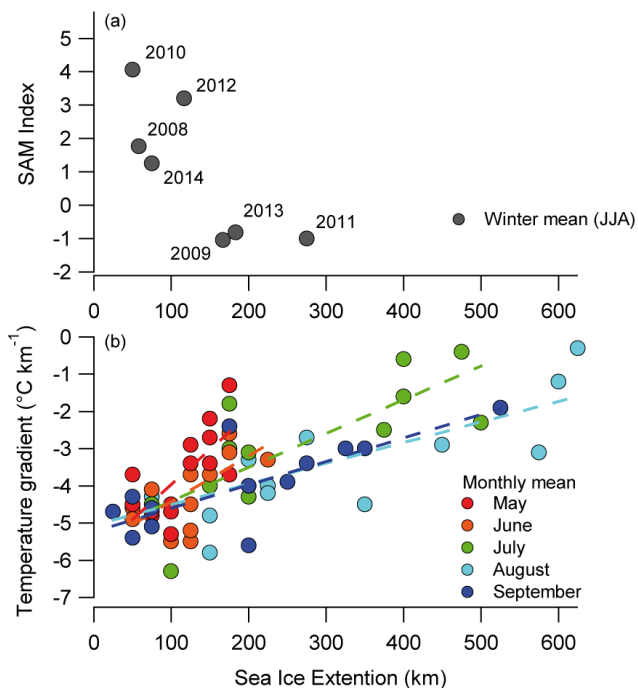 (a)
5
4
3
2
1
0
-1
-2
SAM Index
2010
2012
2008
2014
2013
2011
2009
Winter mean (JJA)
0 100 200 300 400 500 600
(b)
0
-1
-2
-3
-4
-5
-6
-7
Temperature gradient (°C km-1)
Monthly mean
May
June
July
August
September
0 100 200 300 400 500 600
Sea Ice Extention (km)